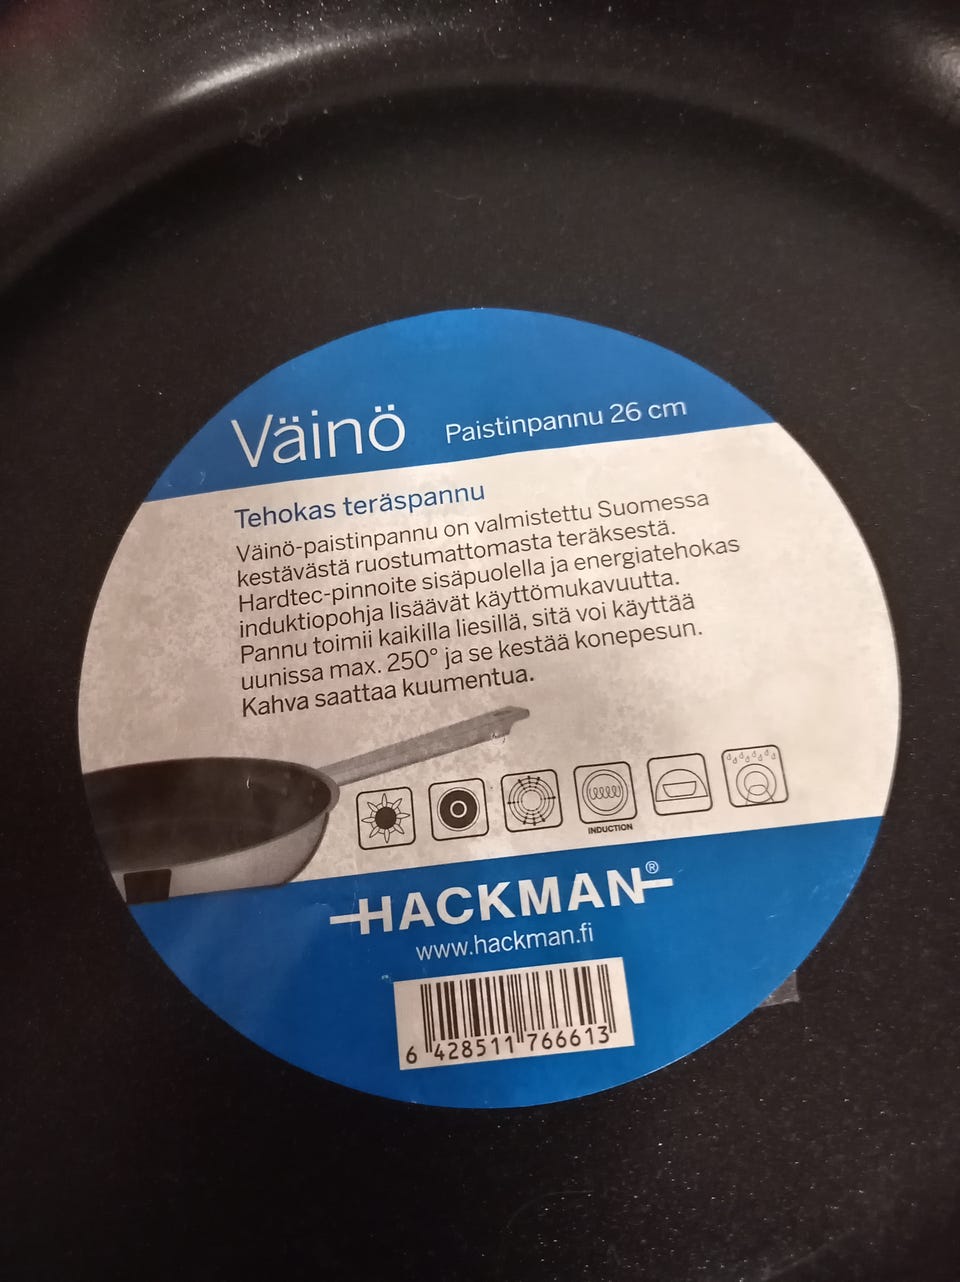 Väinö Paistinpannu 26 cm
Tehokas teräspannu
Väinö-paistinpannu on valmistettu Suomessa
kestävästä ruostumattomasta teräksestä.
Hardtec-pinnoite sisäpuolella ja energiatehokas
induktiopohja lisäävät käyttömukavuutta.
Pannu toimii kaikilla liesillä, sitä voi käyttää
uunissa max. 250° ja se kestää konepesun.
Kahva saattaa kuumentua.
INDUCTION
HACKMAN®
www.hackman.fi
6 428511 766613